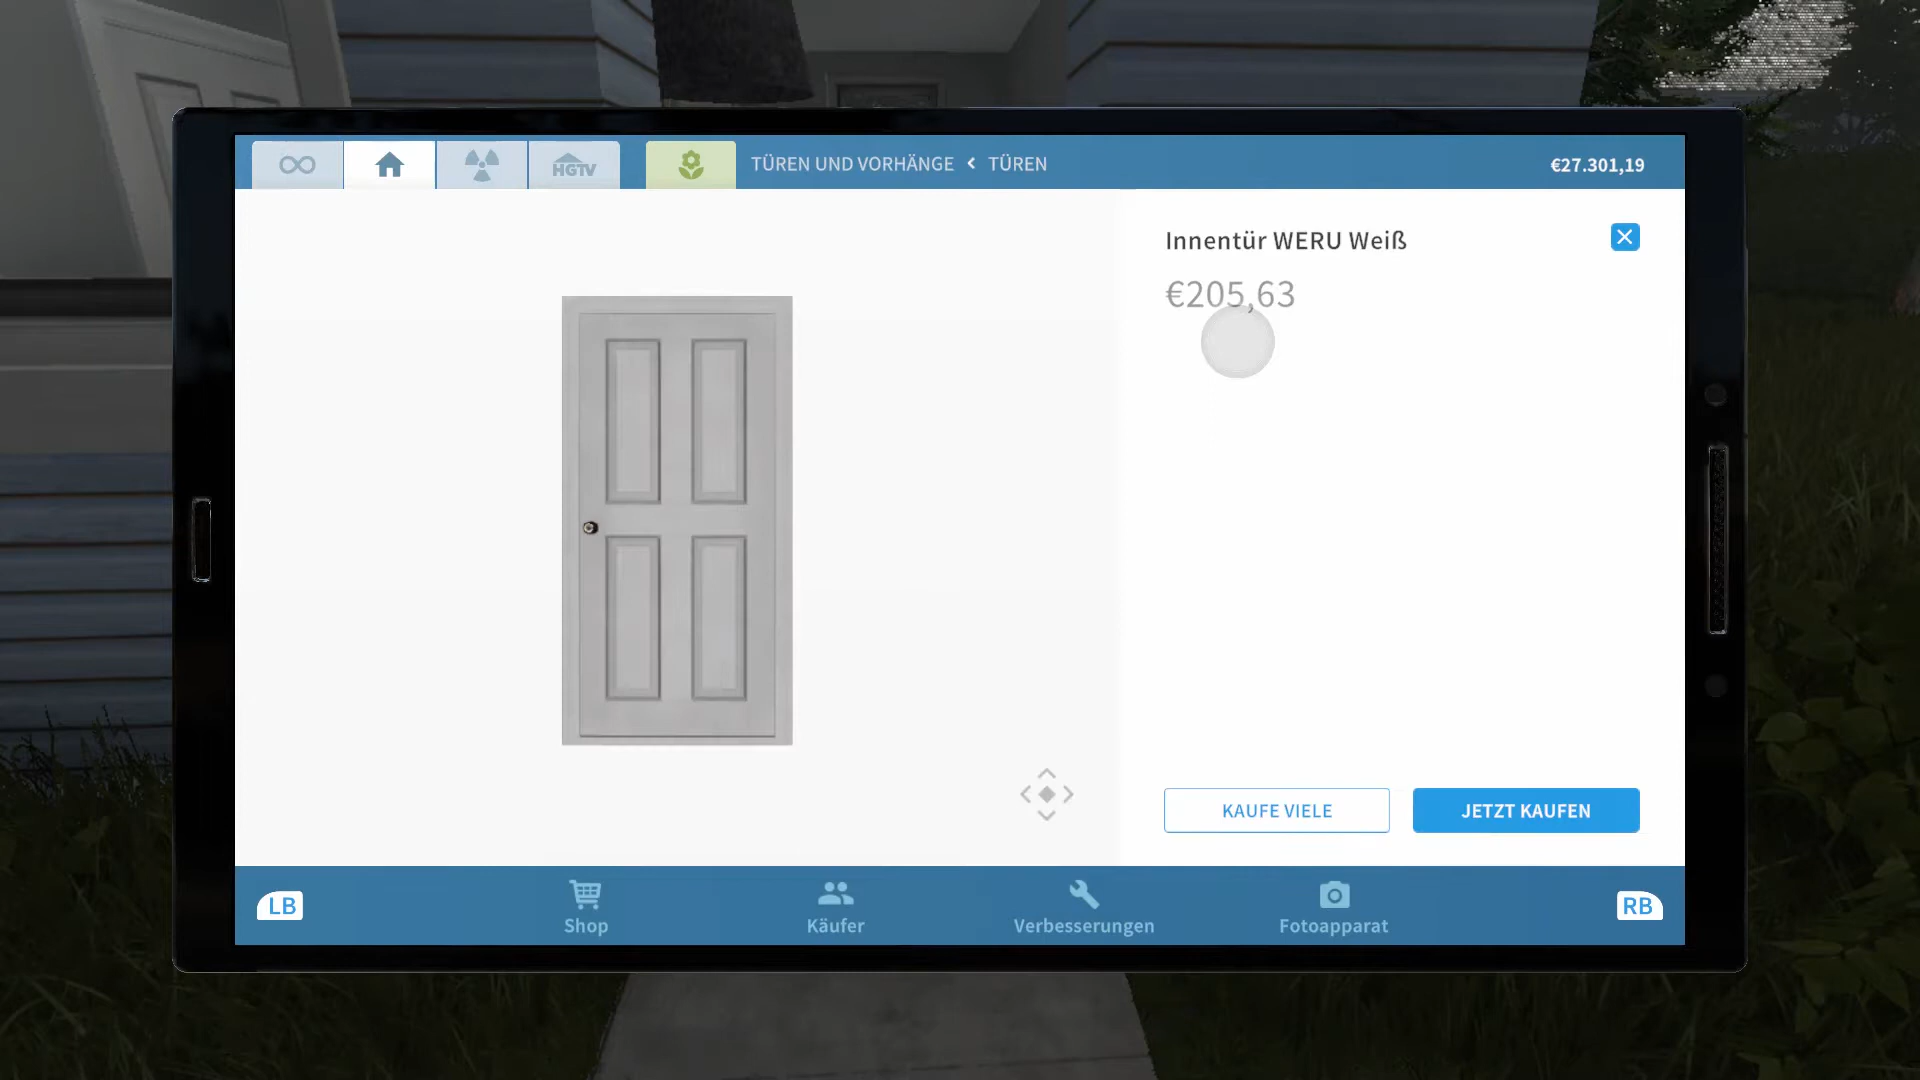 HGTV
TÜREN UND VORHÄNGE < TÜREN
€27.301,19
Innentür WERU Weiß
€205,63
KAUFE VIELE
JETZT KAUFEN
LB
Shop
Käufer
Verbesserungen
Fotoapparat
RB